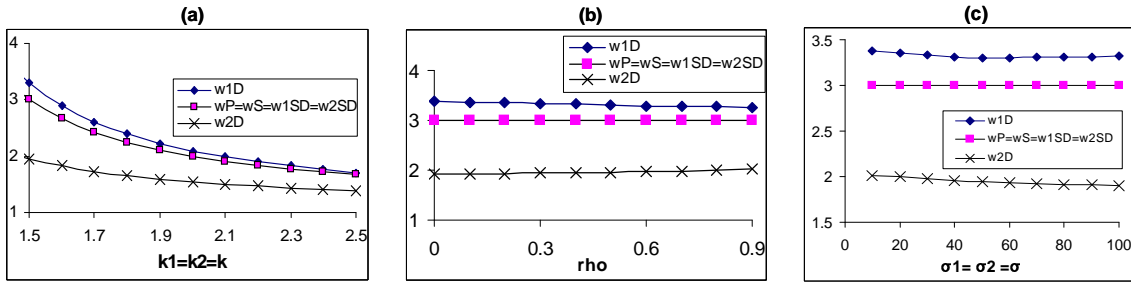 (a)
4
3
2
1
w1D
wP=wS=w1SD=w2SD
w2D
1.5 1.7 1.9 2.1 2.3 2.5
k1=k2=k
(b)
4
3
2
1
w1D
wP=wS=w1SD=w2SD
w2D
0 0.3 0.6 0.9
rho
(c)
3.5
3
2.5
2
1.5
w1D
wP=wS=w1SD=w2SD
w2D
0 20 40 60 80 100
σ1= σ2 =σ